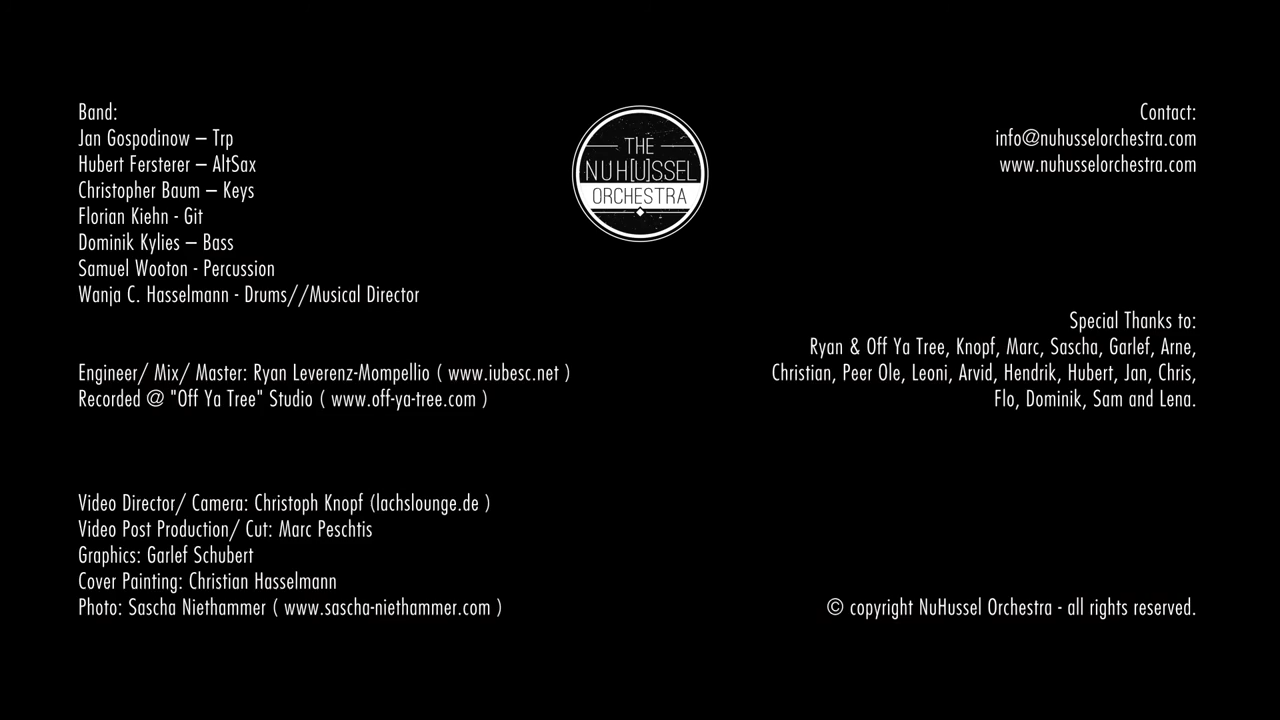 Band:
Jan Gospodinow – Trp
Hubert Fersterer – AltSax
Christopher Baum – Keys
Florian Kiehn - Git
Dominik Kylies – Bass
Samuel Wooton - Percussion
Wanja C. Hasselmann - Drums//Musical Director
Engineer/ Mix/ Master: Ryan Leverenz-Mompellio ( www.iubesc.net )
Recorded @ "Off Ya Tree" Studio ( www.off-ya-tree.com )
Video Director/ Camera: Christoph Knopf (lachslounge.de )
Video Post Production/ Cut: Marc Peschtis
Graphics: Garlef Schubert
Cover Painting: Christian Hasselmann
Photo: Sascha Niethammer ( www.sascha-niethammer.com )
THE
NUH[U]SSEL
ORCHESTRA
Contact:
info@nuhusselorchestra.com
www.nuhusselorchestra.com
Special Thanks to:
Ryan & Off Ya Tree, Knopf, Marc, Sascha, Garlef, Arne,
Christian, Peer Ole, Leoni, Arvid, Hendrik, Hubert, Jan, Chris,
Flo, Dominik, Sam and Lena.
© copyright NuHussel Orchestra - all rights reserved.